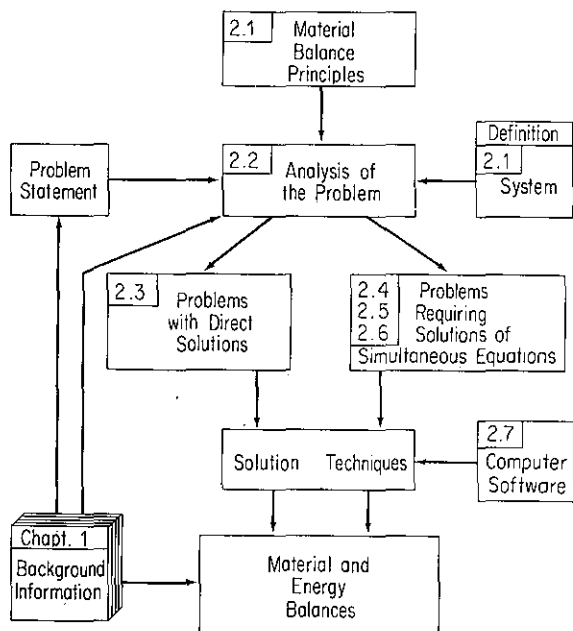 2.1
Material
Balance
Principles
Problem
Statement
2.2
Analysis of
the Problem
Definition
2.1
System
2.3
Problems
with Direct
Solutions
2.4 Problems
2.5 Requiring
2.6 Solutions of
Simultaneous Equations
Solution Techniques
2.7
Computer
Software
Chapt. 1
Background
Information
Material and
Energy
Balances